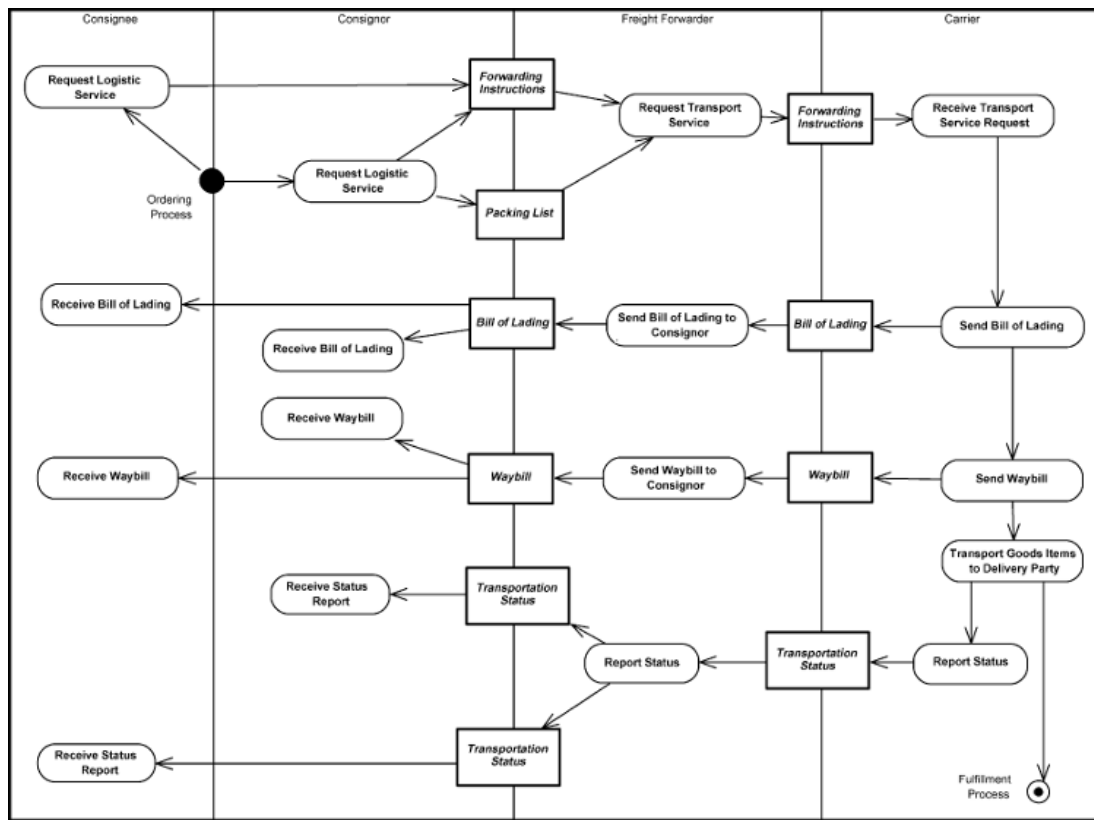 Consignee
Consignor
Freight Forwarder
Carrier
Request Logistic
Service
Forwarding
Instructions
Request Transport
Service
Forwarding
Instructions
Receive Transport
Service Request
Ordering
Process
Request Logistic
Service
Packing List
Receive Bill of Lading
Bill of Lading
Send Bill of Lading to
Consignor
Bill of Lading
Send Bill of Lading
Receive Bill of Lading
Receive Waybill
Receive Waybill
Waybill
Send Waybill to
Consignor
Waybill
Send Waybill
Transport Goods Items
to Delivery Party
Receive Status
Report
Transportation
Status
Report Status
Transportation
Status
Report Status
Receive Status
Report
Transportation
Status
Fulfillment
Process